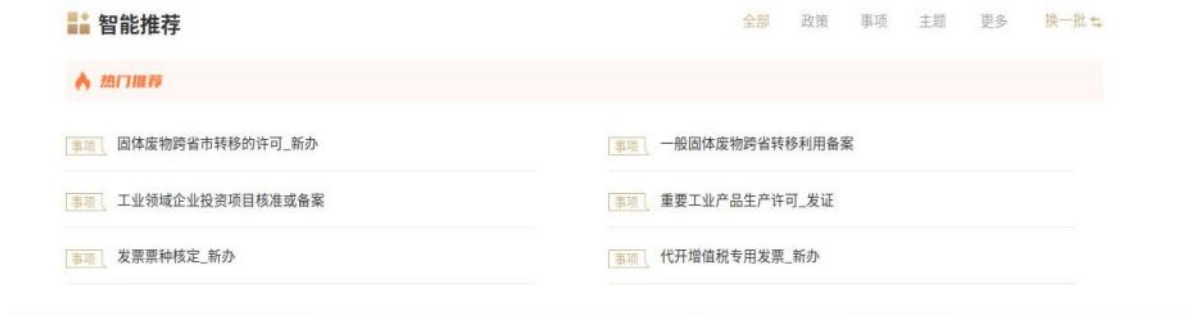 智能推荐 全部 政策 事项 主题 更多 换一批
热门推荐
事项 固体废物跨省市转移的许可_新办 事项 一般固体废物跨省转移利用备案
事项 工业领域企业投资项目核准或备案 事项 重要工业产品生产许可_发证
事项 发票票种核定_新办 事项 代开增值税专用发票_新办